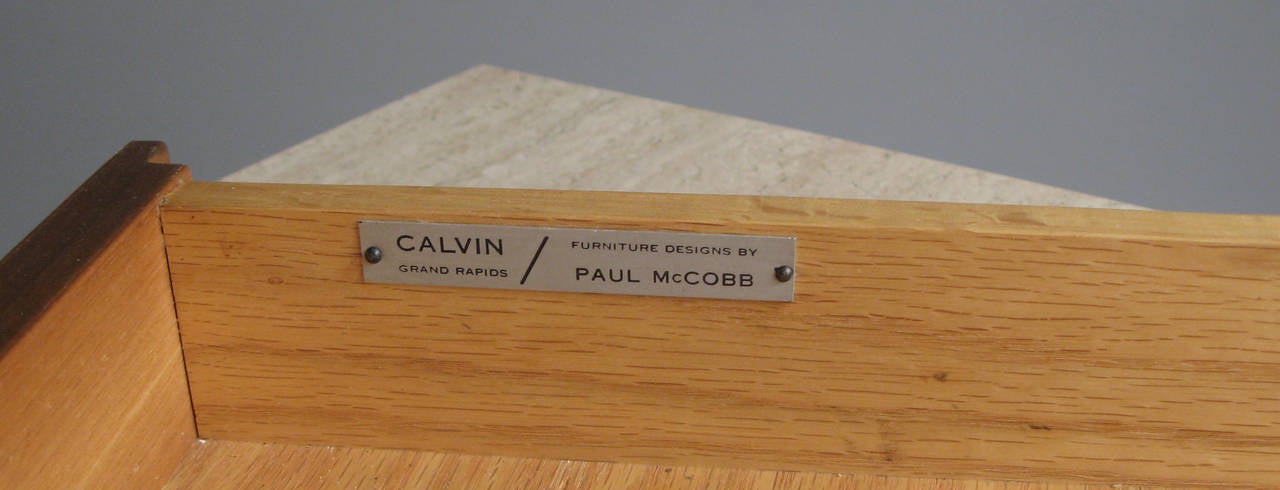 CALVIN
GRAND RAPIDS
/
FURNITURE DESIGNS BY
PAUL McCOBB